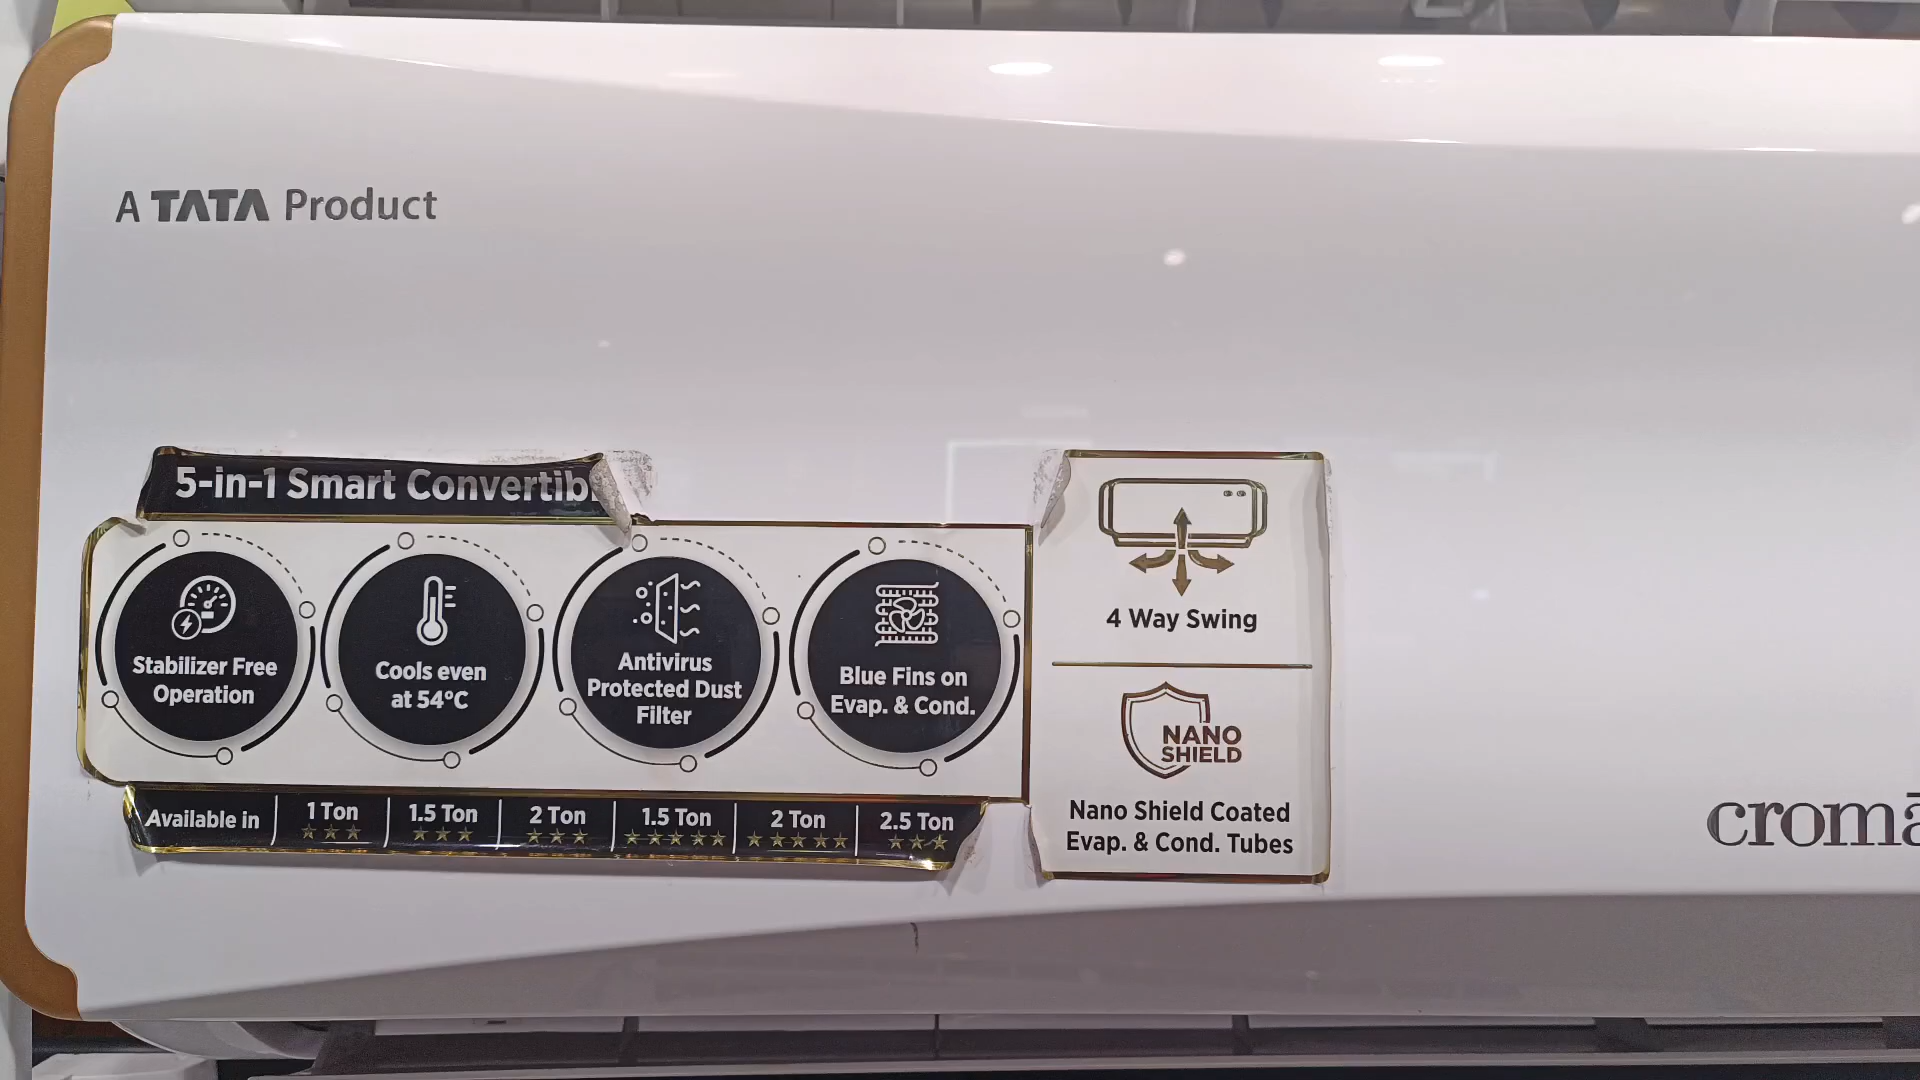 A TATA Product
5-in-1 Smart Convertib
Stabilizer Free
Operation
Cools even
at 54°C
Antivirus
Protected Dust
Filter
Blue Fins on
Evap. & Cond.
4 Way Swing
NANO
SHIELD
Nano Shield Coated
Evap. & Cond. Tubes
Available in
1 Ton
★★★
1.5 Ton
★★★
2 Ton
★★★
1.5 Ton
★★★★★
2 Ton
★★★★★
2.5 Ton
★★★
croma